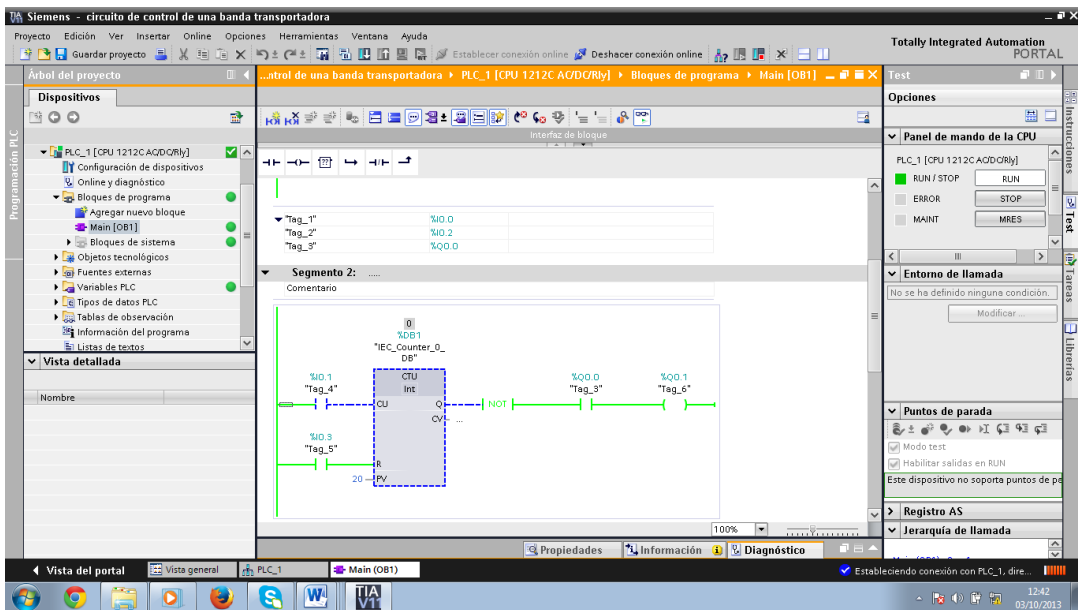 Siemens - circuito de control de una banda transportadora
Proyecto Edición Ver Insertar Online Opciones Herramientas Ventana Ayuda
Guardar proyecto
Establecer conexión online
Deshacer conexión online
Totally Integrated Automation
PORTAL
Árbol del proyecto
...ntrol de una banda transportadora
PLC_1 [CPU 1212C AC/DC/Rly]
Bloques de programa
Main [OB1]
Test
Dispositivos
Opciones
Programación PLC
PLC_1 [CPU 1212C AC/DC/Rly]
Configuración de dispositivos
Online y diagnóstico
Bloques de programa
Agregar nuevo bloque
Main [OB1]
Bloques de sistema
Objetos tecnológicos
Fuentes externas
Variables PLC
Tipos de datos PLC
Tablas de observación
Información del programa
Listas de textos
Vista detallada
Nombre
Interfaz de bloque
"Tag_1" %I0.0
"Tag_2" %I0.2
"Tag_3" %Q0.0
Segmento 2: .....
Comentario
0
%DB1
"IEC_Counter_0_
DB"
%I0.1
"Tag_4"
CTU
Int
%Q0.0
"Tag_3"
%Q0.1
"Tag_6"
CU Q NOT
CV ...
%I0.3
"Tag_5"
R
20 PV
100%
Propiedades
Información
Diagnóstico
Panel de mando de la CPU
PLC_1 [CPU 1212C AC/DC/Rly]
RUN / STOP RUN
ERROR STOP
MAINT MRES
Entorno de llamada
No se ha definido ninguna condición.
Modificar ...
Puntos de parada
Modo test
Habilitar salidas en RUN
Este dispositivo no soporta puntos de pa
Registro AS
Jerarquía de llamada
Instrucciones
Test
Tareas
Librerías
Vista del portal
Vista general
PLC_1
Main (OB1)
Estableciendo conexión con PLC_1, dire...
TIA
V11
12:42
03/10/2013